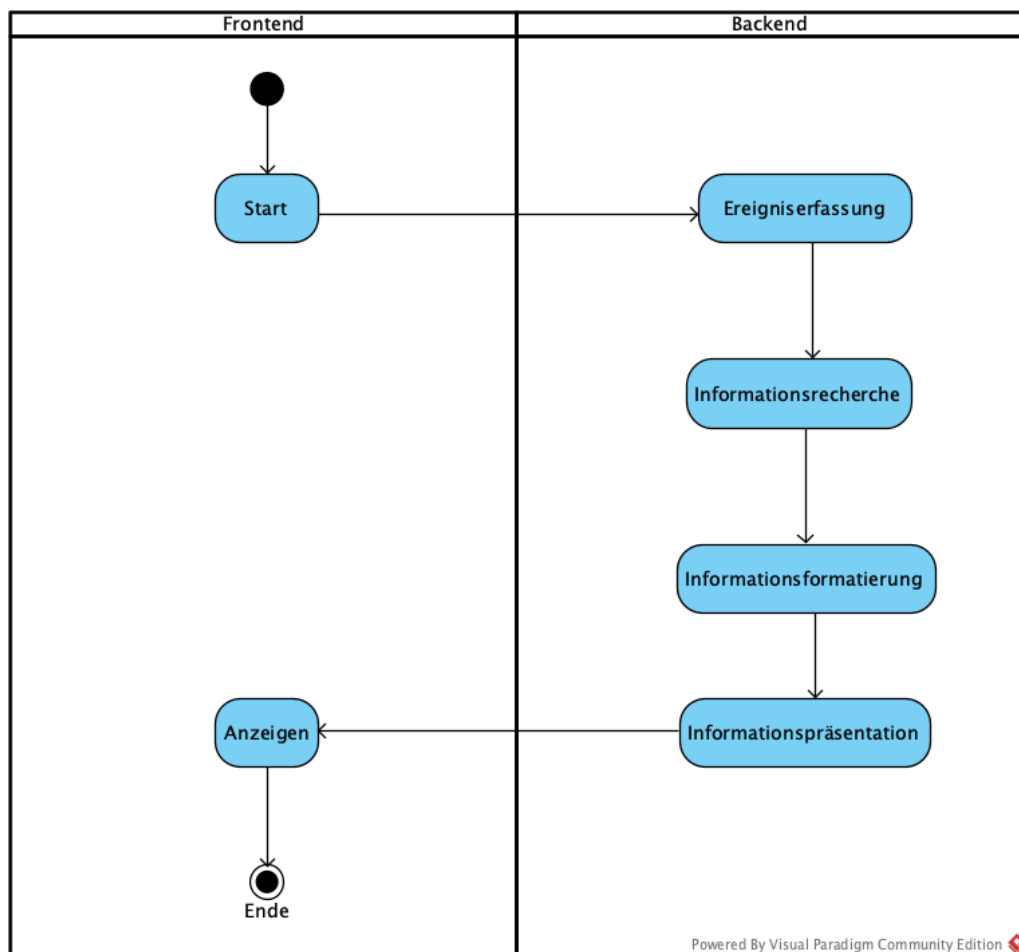 Frontend
Backend
Start
Ereigniserfassung
Informationsrecherche
Informationsformatierung
Anzeigen
Informationspräsentation
Ende
Powered By Visual Paradigm Community Edition